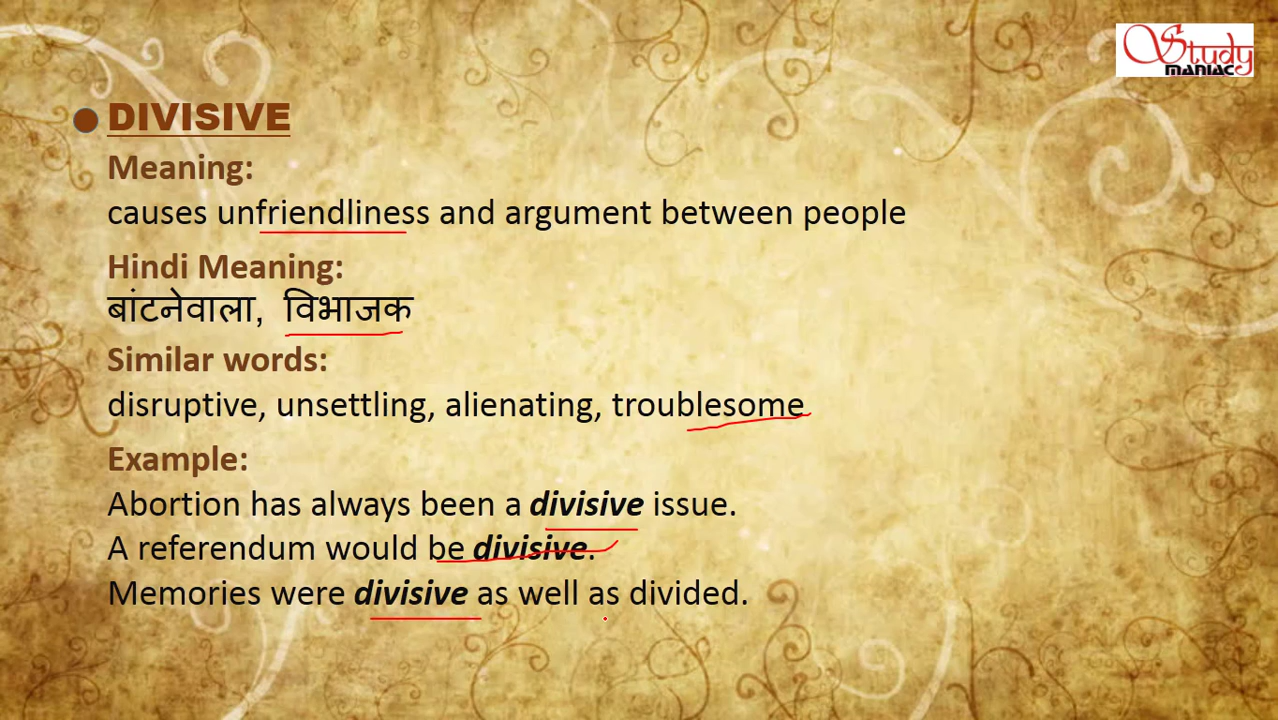 Study
MANIAC
DIVISIVE
Meaning:
causes unfriendliness and argument between people
Hindi Meaning:
बांटनेवाला, विभाजक
Similar words:
disruptive, unsettling, alienating, troublesome
Example:
Abortion has always been a divisive issue.
A referendum would be divisive.
Memories were divisive as well as divided.